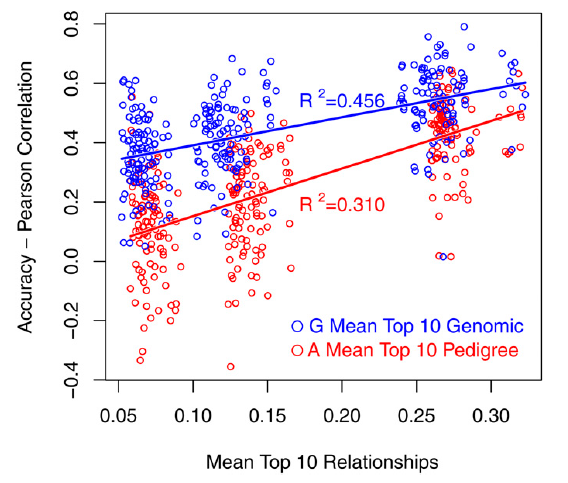 0.8
0.6
0.4
0.2
0.0
−0.2
−0.4
Accuracy − Pearson Correlation
R 2=0.456
R 2=0.310
G Mean Top 10 Genomic
A Mean Top 10 Pedigree
0.05 0.10 0.15 0.20 0.25 0.30
Mean Top 10 Relationships